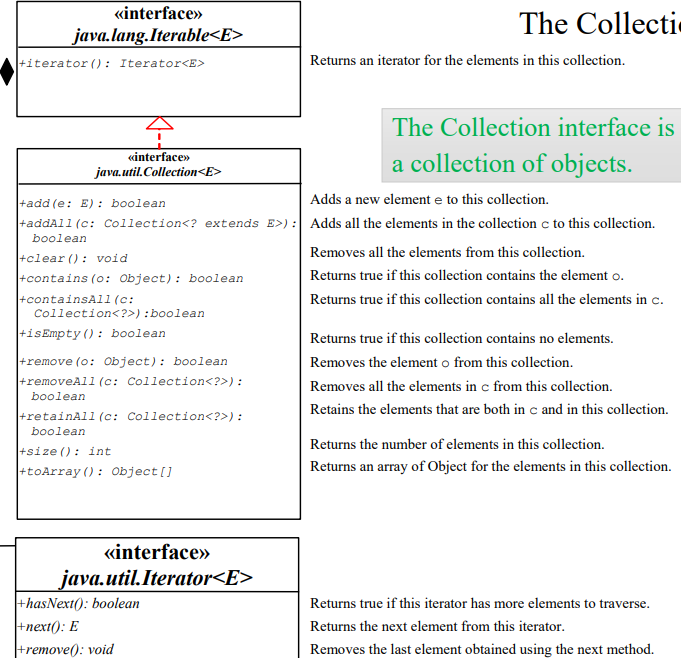 The Collecti
«interface»
java.lang.Iterable<E>
+iterator(): Iterator<E>
Returns an iterator for the elements in this collection.
The Collection interface is
a collection of objects.
«interface»
java.util.Collection<E>
+add(e: E): boolean
Adds a new element e to this collection.
+addAll(c: Collection<? extends E>):
boolean
Adds all the elements in the collection c to this collection.
+clear(): void
Removes all the elements from this collection.
+contains(o: Object): boolean
Returns true if this collection contains the element o.
+containsAll(c:
Collection<?>):boolean
Returns true if this collection contains all the elements in c.
+isEmpty(): boolean
Returns true if this collection contains no elements.
+remove(o: Object): boolean
Removes the element o from this collection.
+removeAll(c: Collection<?>):
boolean
Removes all the elements in c from this collection.
+retainAll(c: Collection<?>):
boolean
Retains the elements that are both in c and in this collection.
+size(): int
Returns the number of elements in this collection.
+toArray(): Object[]
Returns an array of Object for the elements in this collection.
«interface»
java.util.Iterator<E>
+hasNext(): boolean
Returns true if this iterator has more elements to traverse.
+next(): E
Returns the next element from this iterator.
+remove(): void
Removes the last element obtained using the next method.